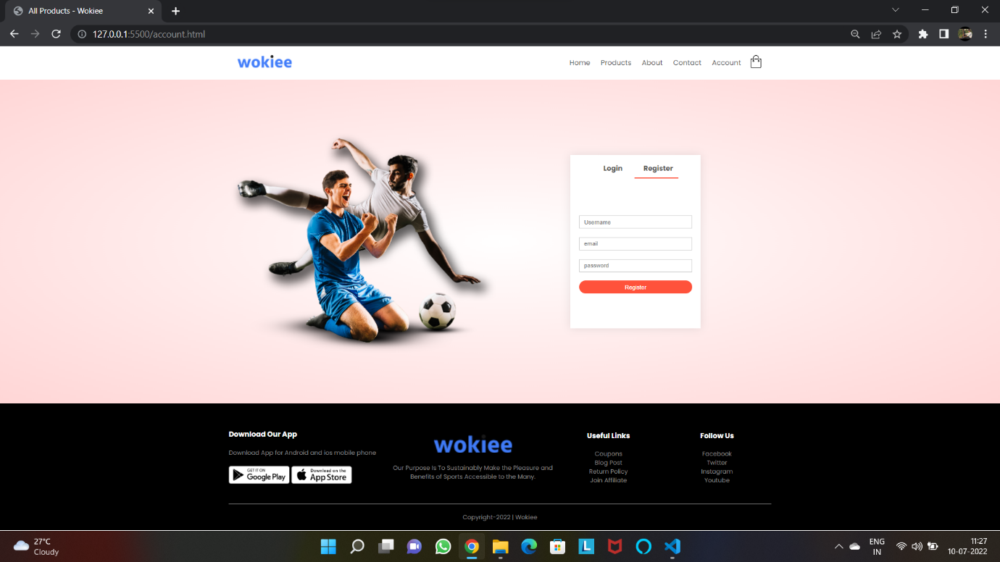 All Products - Wokiee
127.0.0.1:5500/account.html
wokiee
Home Products About Contact Account
Login Register
Username
email
password
Register
Download Our App
Download App for Android and ios mobile phone
GET IT ON
Google Play
Download on the
App Store
wokiee
Our Purpose Is To Sustainably Make the Pleasure and
Benefits of Sports Accessible to the Many.
Useful Links
Coupons
Blog Post
Return Policy
Join Affiliate
Follow Us
Facebook
Twitter
Instagram
Youtube
Copyright-2022 | Wokiee
27°C
Cloudy
L
ENG
IN
11:27
10-07-2022